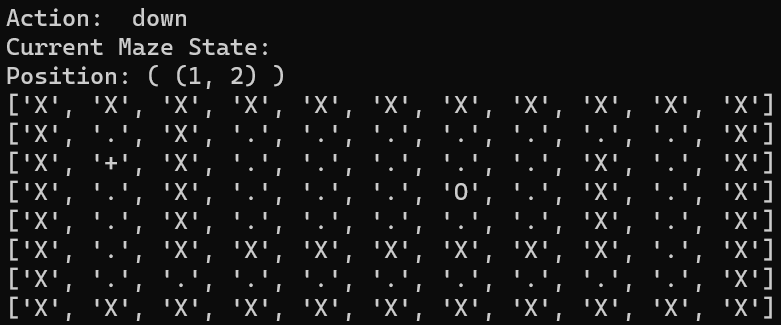 Action:  down
Current Maze State:
Position: ( (1, 2) )
['X', 'X', 'X', 'X', 'X', 'X', 'X', 'X', 'X', 'X', 'X']
['X', '.', 'X', '.', '.', '.', '.', '.', '.', '.', 'X']
['X', '+', 'X', '.', '.', '.', '.', '.', 'X', '.', 'X']
['X', '.', 'X', '.', '.', '.', 'O', '.', 'X', '.', 'X']
['X', '.', 'X', '.', '.', '.', '.', '.', 'X', '.', 'X']
['X', '.', 'X', 'X', 'X', 'X', 'X', 'X', 'X', '.', 'X']
['X', '.', '.', '.', '.', '.', '.', '.', '.', '.', 'X']
['X', 'X', 'X', 'X', 'X', 'X', 'X', 'X', 'X', 'X', 'X']